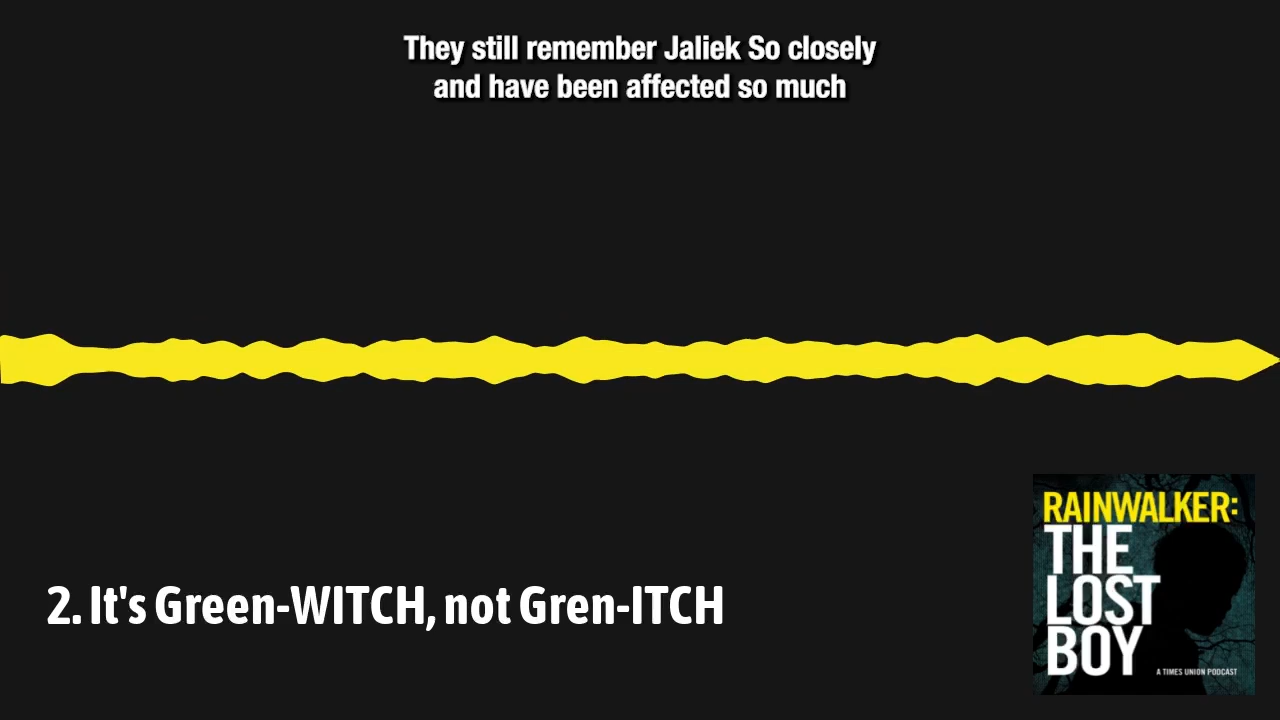 They still remember Jaliek So closely
and have been affected so much
2. It's Green-WITCH, not Gren-ITCH
RAINWALKER:
THE
LOST
BOY
A TIMES UNION PODCAST